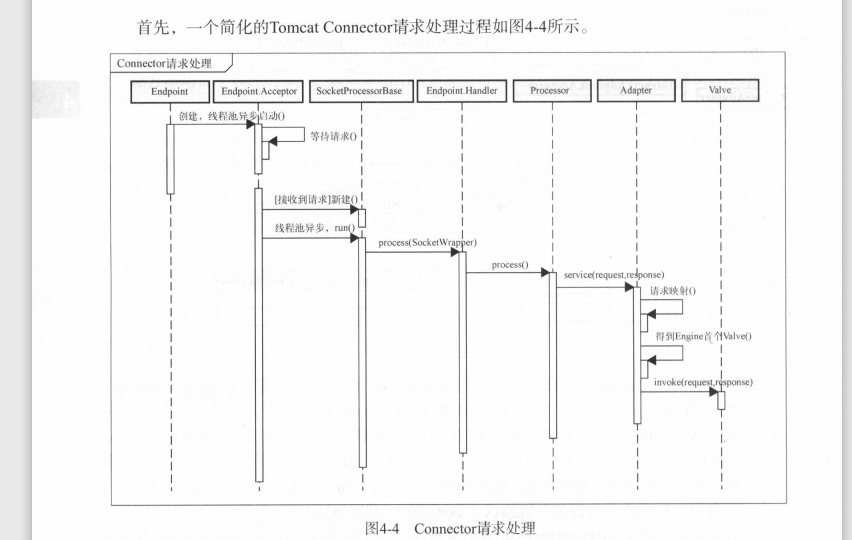 首先，一个简化的Tomcat Connector请求处理过程如图4-4所示。
Connector请求处理
Endpoint
Endpoint.Acceptor
SocketProcessorBase
Endpoint.Handler
Processor
Adapter
Valve
创建，线程池异步启动()
等待请求()
[接收到请求]新建()
线程池异步，run()
process(SocketWrapper)
process()
service(request,response)
请求映射()
得到Engine首个Valve()
invoke(request,response)
图4-4 Connector请求处理